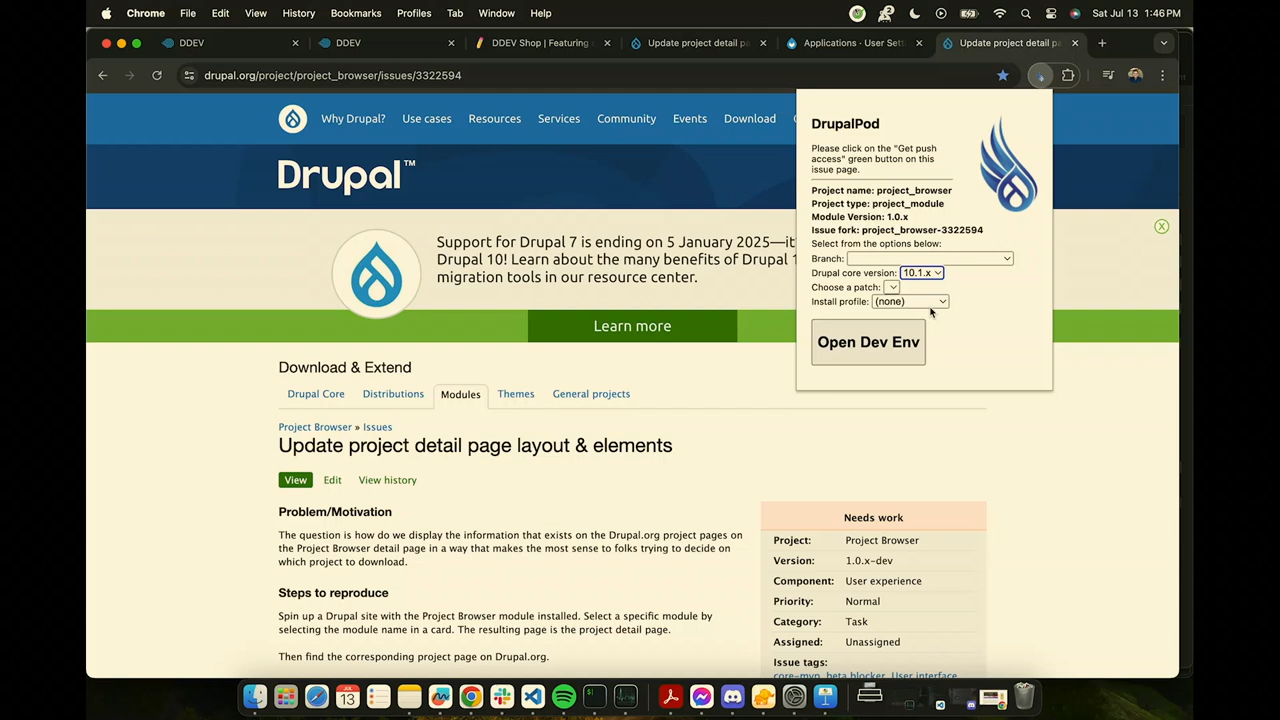 Chrome File Edit View History Bookmarks Profiles Tab Window Help Sat Jul 13 1:46 PM
DDEV DDEV DDEV Shop | Featuring Update project detail pa Applications · User Sett Update project detail pa
drupal.org/project/project_browser/issues/3322594
Why Drupal? Use cases Resources Services Community Events Download
Drupal™
Support for Drupal 7 is ending on 5 January 2025—it
Drupal 10! Learn about the many benefits of Drupal 1
migration tools in our resource center.
Learn more
DrupalPod
Please click on the "Get push
access" green button on this
issue page.
Project name: project_browser
Project type: project_module
Module Version: 1.0.x
Issue fork: project_browser-3322594
Select from the options below:
Branch:
Drupal core version: 10.1.x
Choose a patch:
Install profile: (none)
Open Dev Env
Download & Extend
Drupal Core Distributions Modules Themes General projects
Project Browser » Issues
Update project detail page layout & elements
View Edit View history
Problem/Motivation
The question is how do we display the information that exists on the Drupal.org project pages on
the Project Browser detail page in a way that makes the most sense to folks trying to decide on
which project to download.
Steps to reproduce
Spin up a Drupal site with the Project Browser module installed. Select a specific module by
selecting the module name in a card. The resulting page is the project detail page.
Then find the corresponding project page on Drupal.org.
Needs work
Project: Project Browser
Version: 1.0.x-dev
Component: User experience
Priority: Normal
Category: Task
Assigned: Unassigned
Issue tags:
core-mvp, beta blocker, User interface
JUL
13